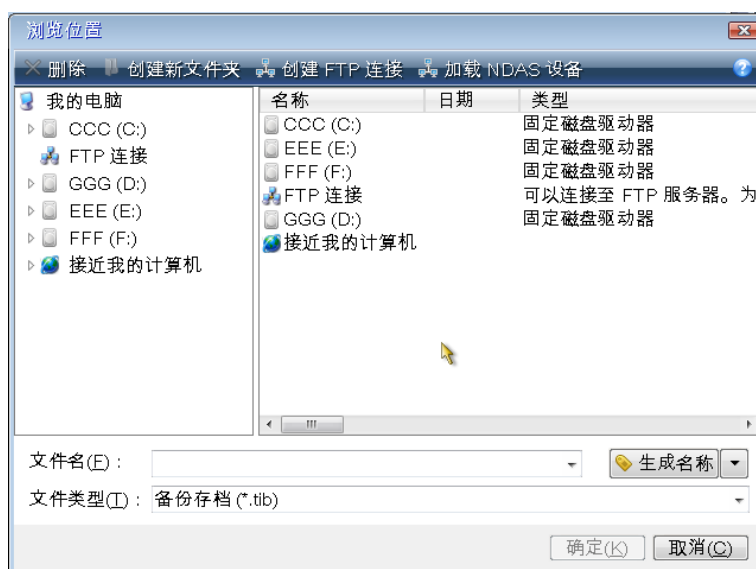 浏览位置
删除 创建新文件夹 创建 FTP 连接 加载 NDAS 设备
我的电脑
CCC (C:)
FTP 连接
GGG (D:)
EEE (E:)
FFF (F:)
接近我的计算机
名称 日期 类型
CCC (C:) 固定磁盘驱动器
EEE (E:) 固定磁盘驱动器
FFF (F:) 固定磁盘驱动器
FTP 连接 可以连接至 FTP 服务器。为
GGG (D:) 固定磁盘驱动器
接近我的计算机
文件名(F)： 生成名称
文件类型(T)： 备份存档 (*.tib)
确定(K) 取消(C)